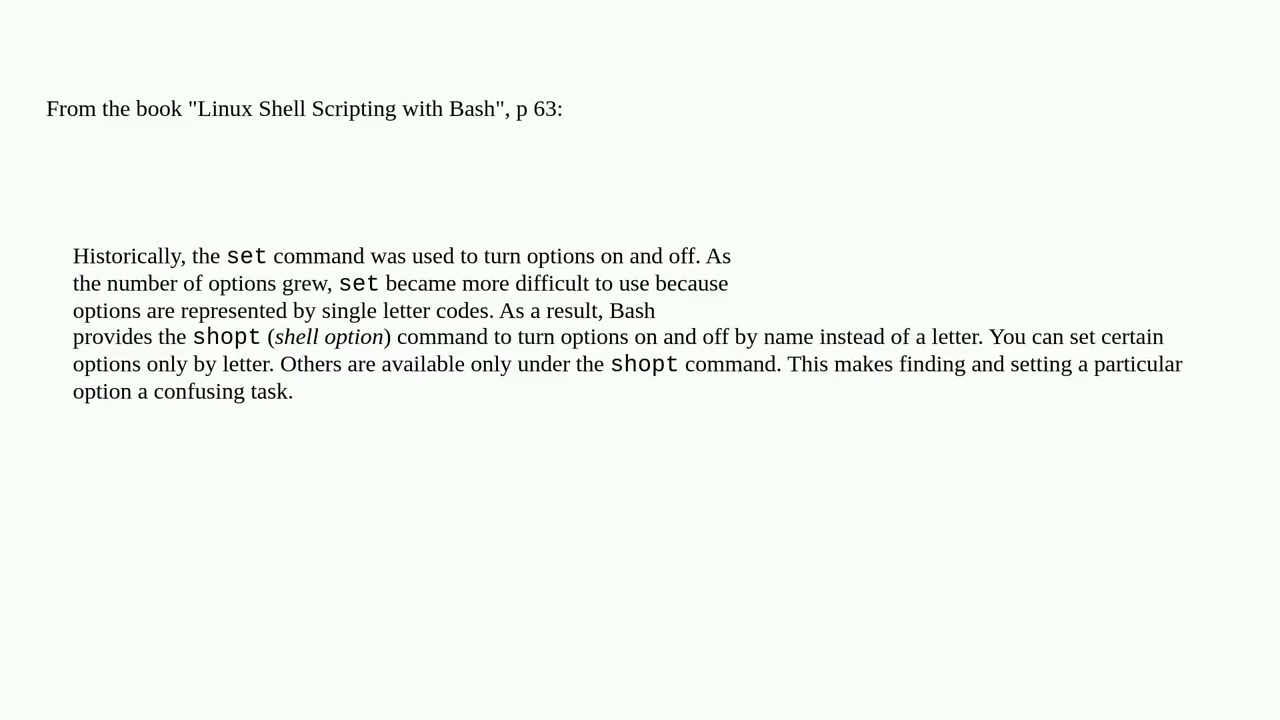 From the book "Linux Shell Scripting with Bash", p 63:
Historically, the set command was used to turn options on and off. As
the number of options grew, set became more difficult to use because
options are represented by single letter codes. As a result, Bash
provides the shopt (shell option) command to turn options on and off by name instead of a letter. You can set certain
options only by letter. Others are available only under the shopt command. This makes finding and setting a particular
option a confusing task.